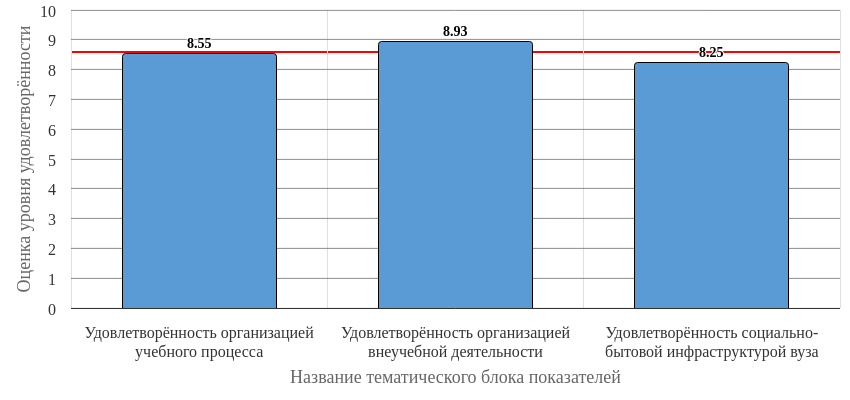 Оценка уровня удовлетворённости
10
9
8
7
6
5
4
3
2
1
0
8.55
8.93
8.25
Удовлетворённость организацией
учебного процесса
Удовлетворённость организацией
внеучебной деятельности
Удовлетворённость социально-
бытовой инфраструктурой вуза
Название тематического блока показателей